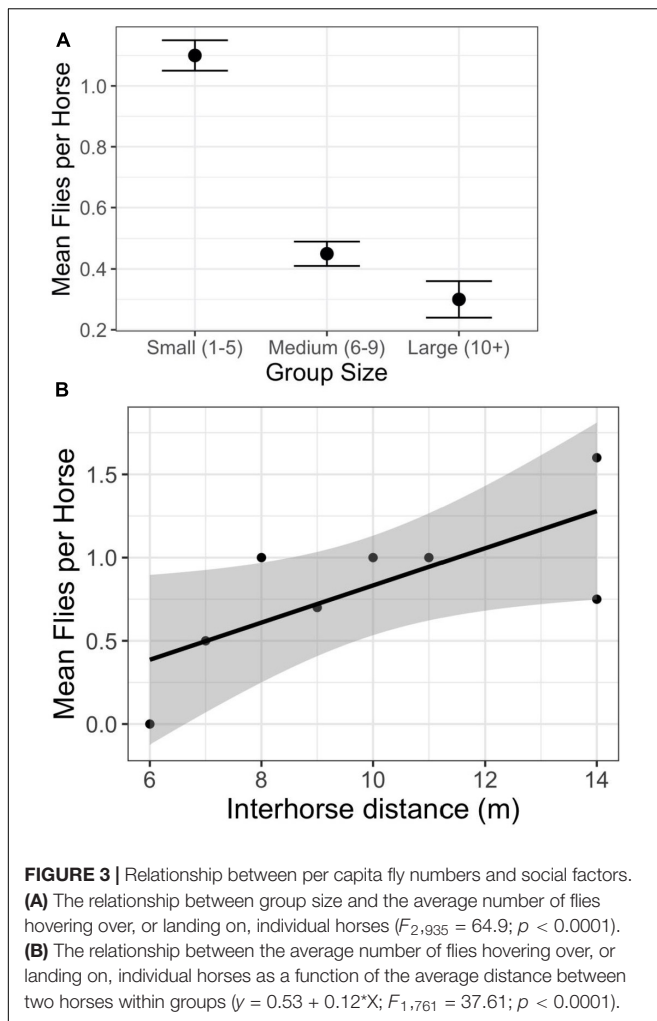 A
Mean Flies per Horse
1.0
0.8
0.6
0.4
0.2
Small (1-5) Medium (6-9) Large (10+)
Group Size
B
Mean Flies per Horse
1.5
1.0
0.5
0.0
6 8 10 12 14
Interhorse distance (m)
FIGURE 3 | Relationship between per capita fly numbers and social factors.
(A) The relationship between group size and the average number of flies
hovering over, or landing on, individual horses (F2,935 = 64.9; p < 0.0001).
(B) The relationship between the average number of flies hovering over, or
landing on, individual horses as a function of the average distance between
two horses within groups (y = 0.53 + 0.12*X; F1,761 = 37.61; p < 0.0001).